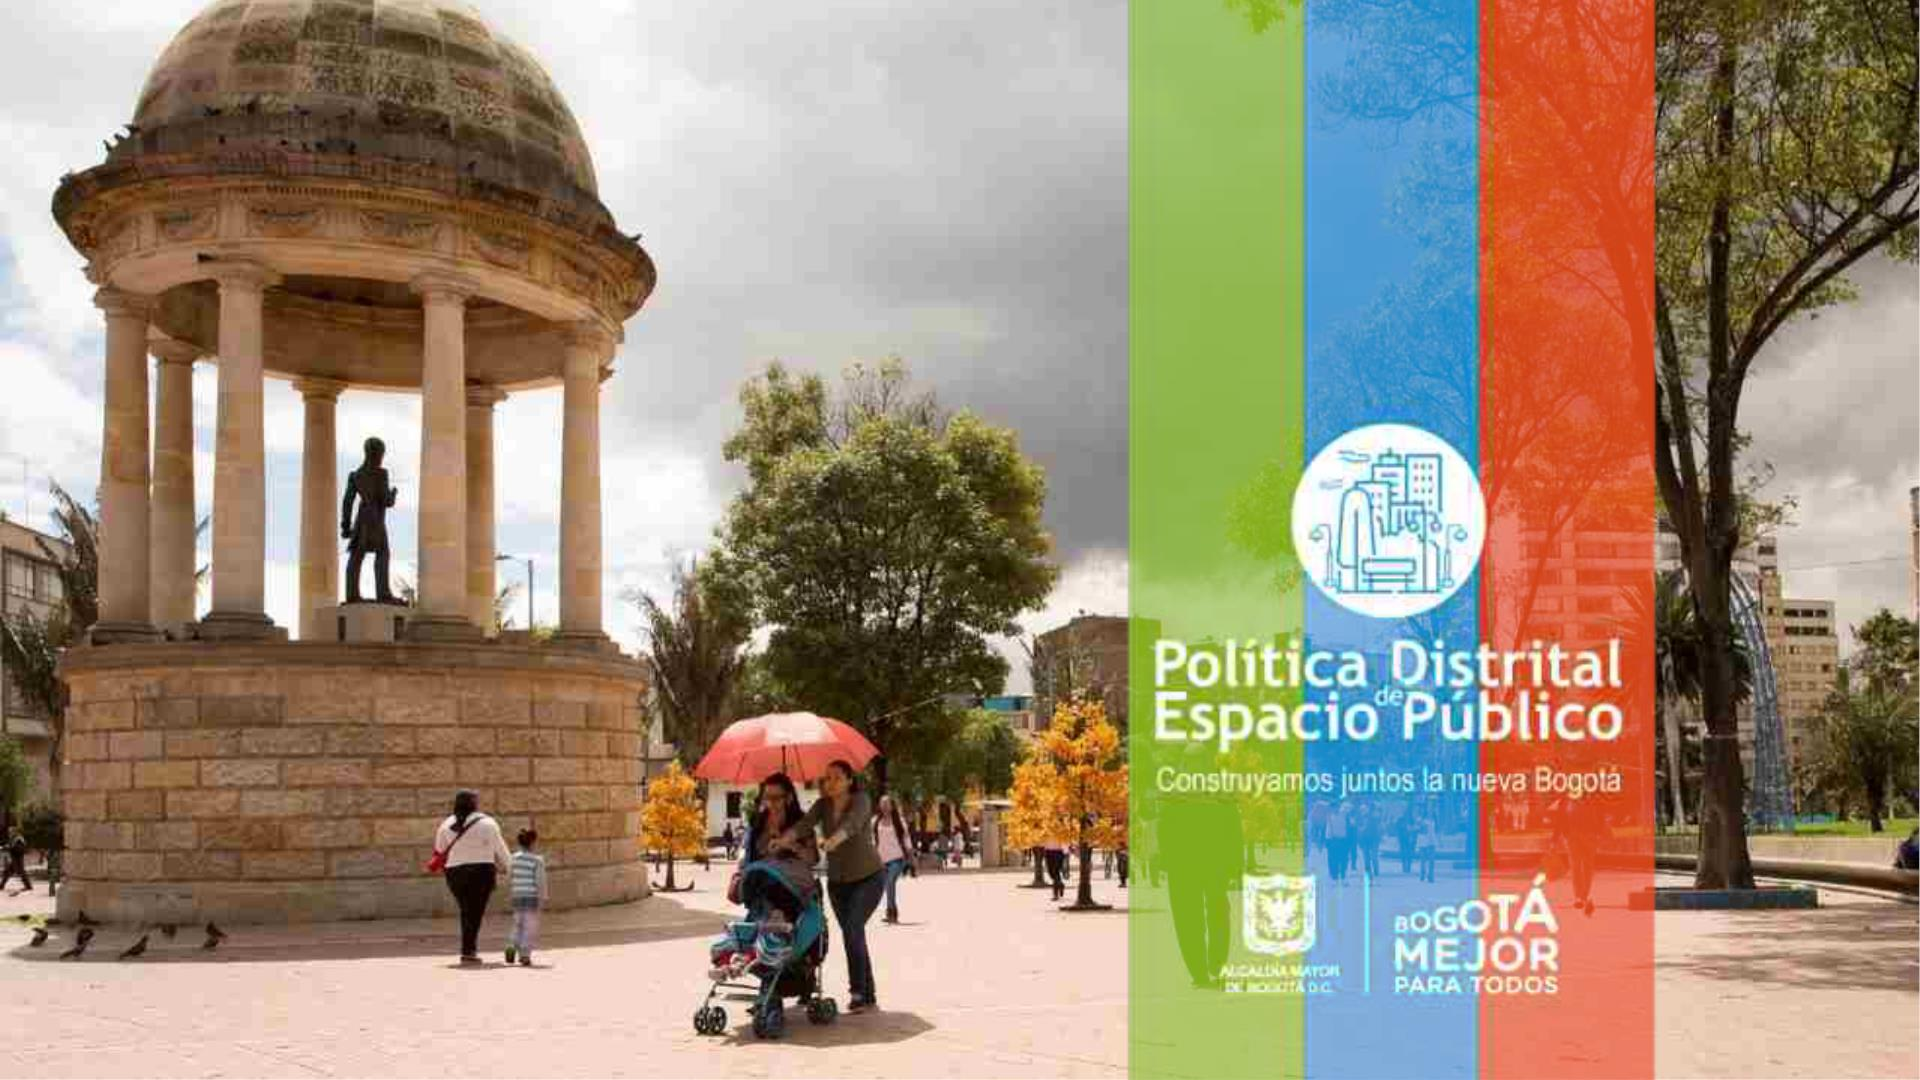 Política Distrital
de
Espacio Público
Construyamos juntos la nueva Bogotá
ALCALDÍA MAYOR
DE BOGOTÁ D.C.
BOGOTÁ
MEJOR
PARA TODOS